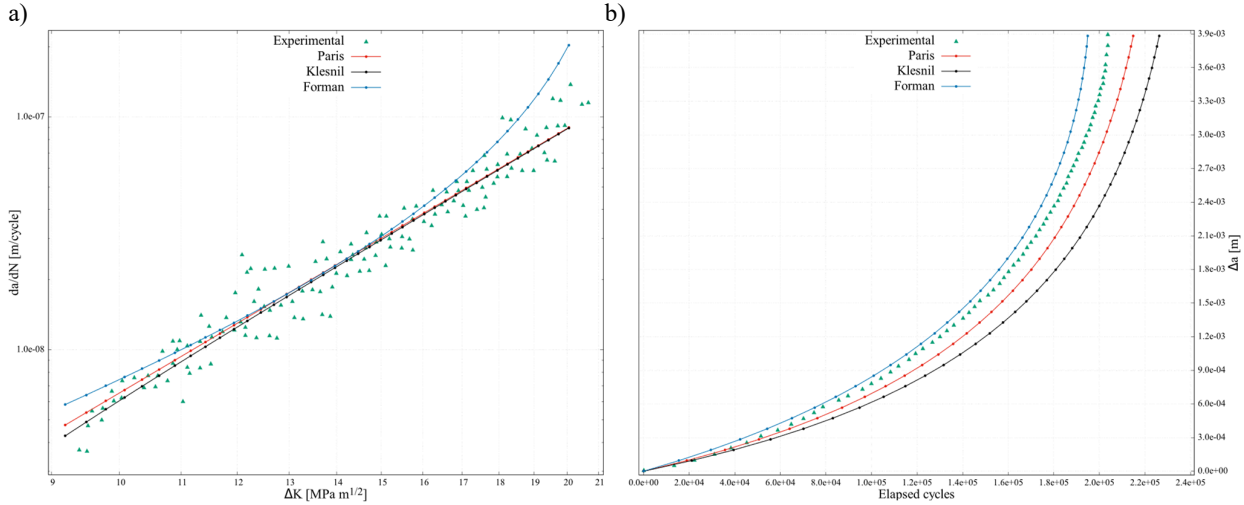 a)
Experimental
Paris
Klesnil
Forman
1.0e-07
1.0e-08
da/dN [m/cycle]
9 10 11 12 13 14 15 16 17 18 19 20 21
ΔK [MPa m^1/2]
b)
Experimental
Paris
Klesnil
Forman
3.9e-03
3.6e-03
3.3e-03
3.0e-03
2.7e-03
2.4e-03
2.1e-03
1.8e-03
1.5e-03
1.2e-03
9.0e-04
6.0e-04
3.0e-04
0.0e+00
Δa [m]
0.0e+00 2.0e+04 4.0e+04 6.0e+04 8.0e+04 1.0e+05 1.2e+05 1.4e+05 1.6e+05 1.8e+05 2.0e+05 2.2e+05 2.4e+05
Elapsed cycles